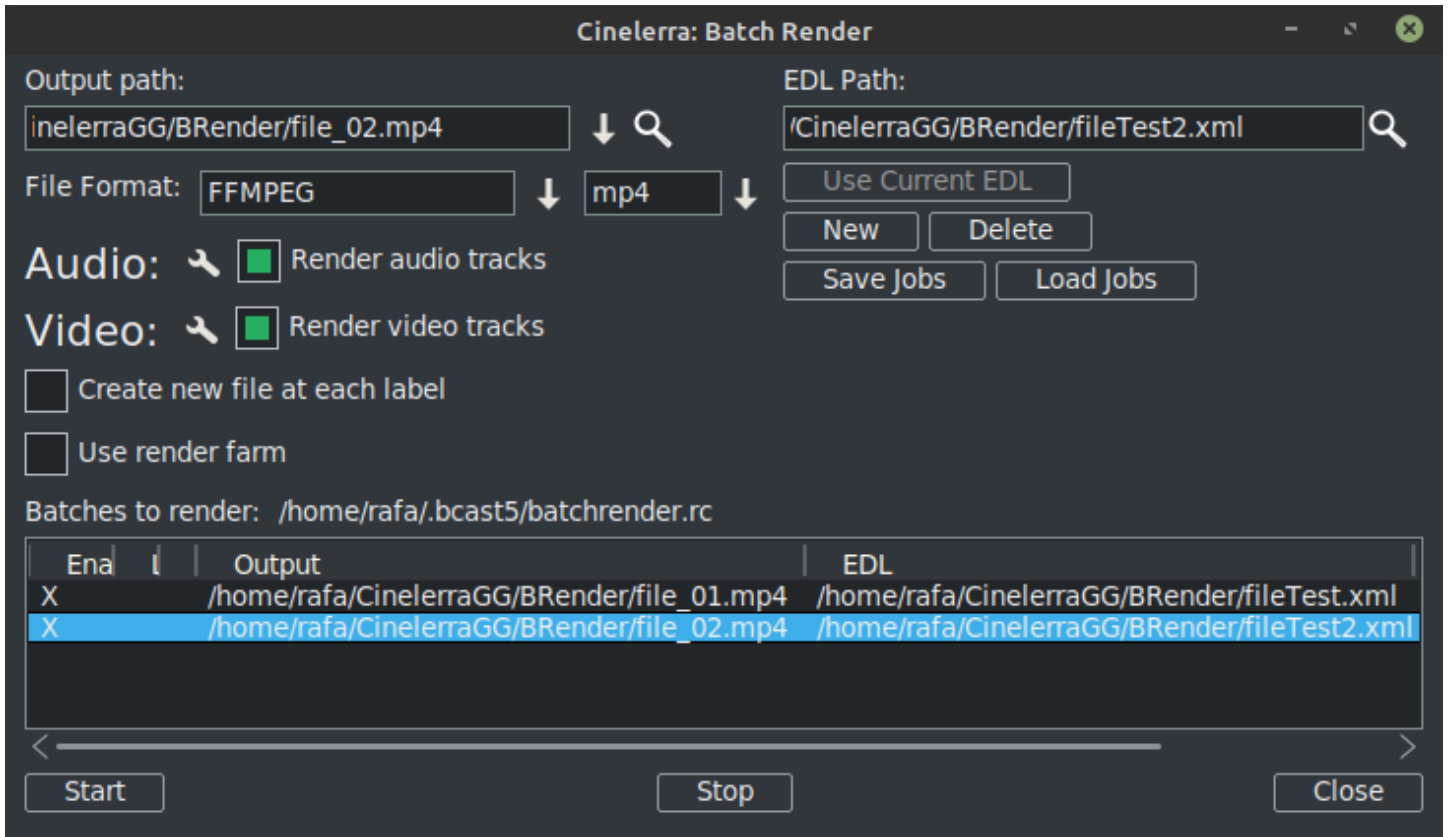 Cinelerra: Batch Render
Output path:
EDL Path:
inelerraGG/BRender/file_02.mp4
/CinelerraGG/BRender/fileTest2.xml
File Format:
FFMPEG
mp4
Use Current EDL
New
Delete
Audio:
Render audio tracks
Save Jobs
Load Jobs
Video:
Render video tracks
Create new file at each label
Use render farm
Batches to render: /home/rafa/.bcast5/batchrender.rc
Ena L Output EDL
X /home/rafa/CinelerraGG/BRender/file_01.mp4 /home/rafa/CinelerraGG/BRender/fileTest.xml
X /home/rafa/CinelerraGG/BRender/file_02.mp4 /home/rafa/CinelerraGG/BRender/fileTest2.xml
Start
Stop
Close